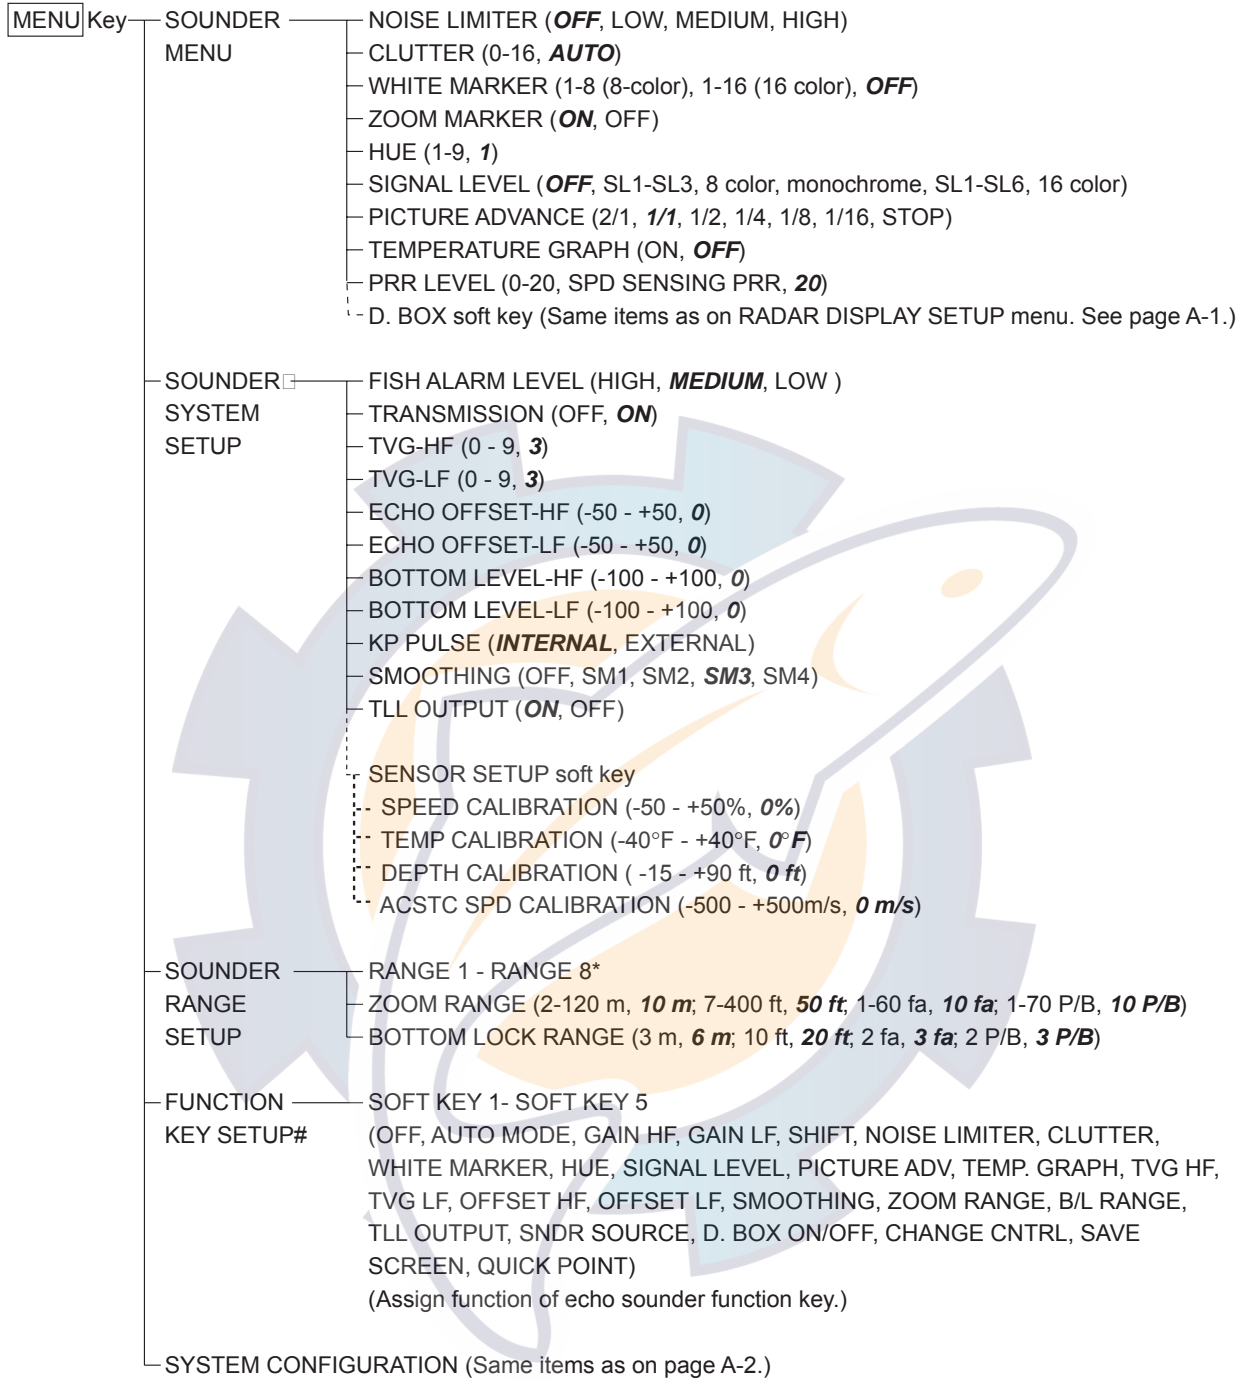 MENU Key SOUNDER NOISE LIMITER (OFF, LOW, MEDIUM, HIGH)
MENU CLUTTER (0-16, AUTO)
WHITE MARKER (1-8 (8-color), 1-16 (16 color), OFF)
ZOOM MARKER (ON, OFF)
HUE (1-9, 1)
SIGNAL LEVEL (OFF, SL1-SL3, 8 color, monochrome, SL1-SL6, 16 color)
PICTURE ADVANCE (2/1, 1/1, 1/2, 1/4, 1/8, 1/16, STOP)
TEMPERATURE GRAPH (ON, OFF)
PRR LEVEL (0-20, SPD SENSING PRR, 20)
D. BOX soft key (Same items as on RADAR DISPLAY SETUP menu. See page A-1.)
SOUNDER FISH ALARM LEVEL (HIGH, MEDIUM, LOW )
SYSTEM TRANSMISSION (OFF, ON)
SETUP TVG-HF (0 - 9, 3)
TVG-LF (0 - 9, 3)
ECHO OFFSET-HF (-50 - +50, 0)
ECHO OFFSET-LF (-50 - +50, 0)
BOTTOM LEVEL-HF (-100 - +100, 0)
BOTTOM LEVEL-LF (-100 - +100, 0)
KP PULSE (INTERNAL, EXTERNAL)
SMOOTHING (OFF, SM1, SM2, SM3, SM4)
TLL OUTPUT (ON, OFF)
SENSOR SETUP soft key
SPEED CALIBRATION (-50 - +50%, 0%)
TEMP CALIBRATION (-40°F - +40°F, 0°F)
DEPTH CALIBRATION ( -15 - +90 ft, 0 ft)
ACSTC SPD CALIBRATION (-500 - +500m/s, 0 m/s)
SOUNDER RANGE 1 - RANGE 8*
RANGE ZOOM RANGE (2-120 m, 10 m; 7-400 ft, 50 ft; 1-60 fa, 10 fa; 1-70 P/B, 10 P/B)
SETUP BOTTOM LOCK RANGE (3 m, 6 m; 10 ft, 20 ft; 2 fa, 3 fa; 2 P/B, 3 P/B)
FUNCTION SOFT KEY 1- SOFT KEY 5
KEY SETUP# (OFF, AUTO MODE, GAIN HF, GAIN LF, SHIFT, NOISE LIMITER, CLUTTER,
WHITE MARKER, HUE, SIGNAL LEVEL, PICTURE ADV, TEMP. GRAPH, TVG HF,
TVG LF, OFFSET HF, OFFSET LF, SMOOTHING, ZOOM RANGE, B/L RANGE,
TLL OUTPUT, SNDR SOURCE, D. BOX ON/OFF, CHANGE CNTRL, SAVE
SCREEN, QUICK POINT)
(Assign function of echo sounder function key.)
SYSTEM CONFIGURATION (Same items as on page A-2.)